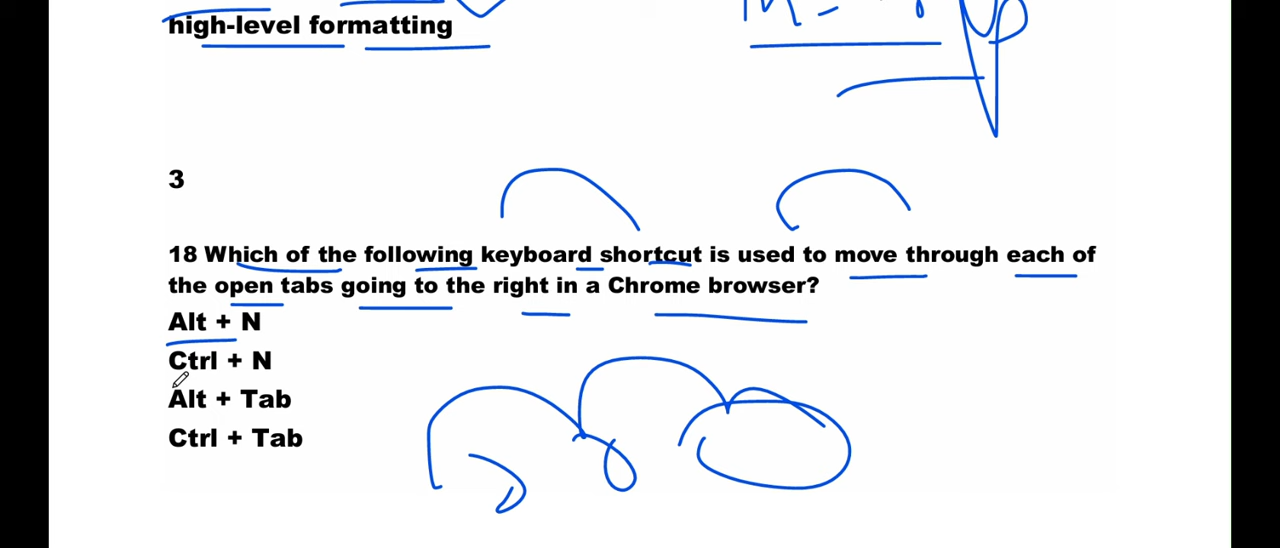 high-level formatting
3
18 Which of the following keyboard shortcut is used to move through each of
the open tabs going to the right in a Chrome browser?
Alt + N
Ctrl + N
Alt + Tab
Ctrl + Tab